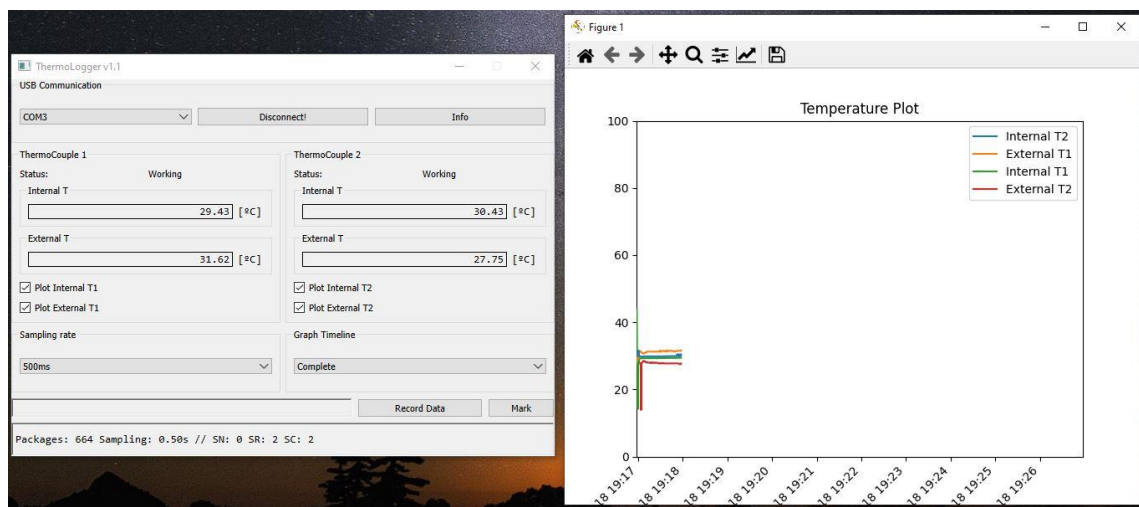 ThermoLogger v1.1
USB Communication
COM3 Disconnect! Info
ThermoCouple 1 ThermoCouple 2
Status: Working Status: Working
Internal T Internal T
29.43 [ºC] 30.43 [ºC]
External T External T
31.62 [ºC] 27.75 [ºC]
Plot Internal T1 Plot Internal T2
Plot External T1 Plot External T2
Sampling rate Graph Timeline
500ms Complete
Record Data Mark
Packages: 664 Sampling: 0.50s // SN: 0 SR: 2 SC: 2
Figure 1
Temperature Plot
Internal T2
External T1
Internal T1
External T2
100
80
60
40
20
0
18 19:17 18 19:18 18 19:19 18 19:20 18 19:21 18 19:22 18 19:23 18 19:24 18 19:25 18 19:26